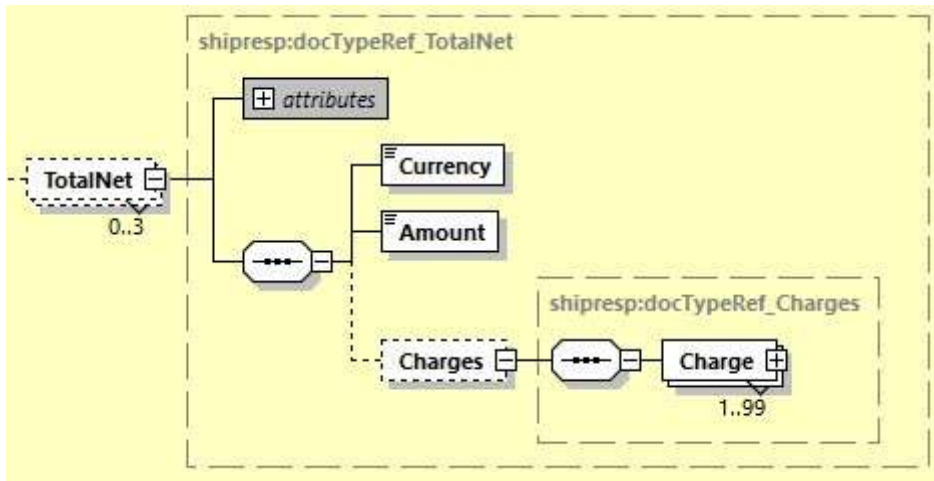 shipresp:docTypeRef_TotalNet
attributes
Currency
TotalNet
0..3
Amount
shipresp:docTypeRef_Charges
Charges
Charge
1..99